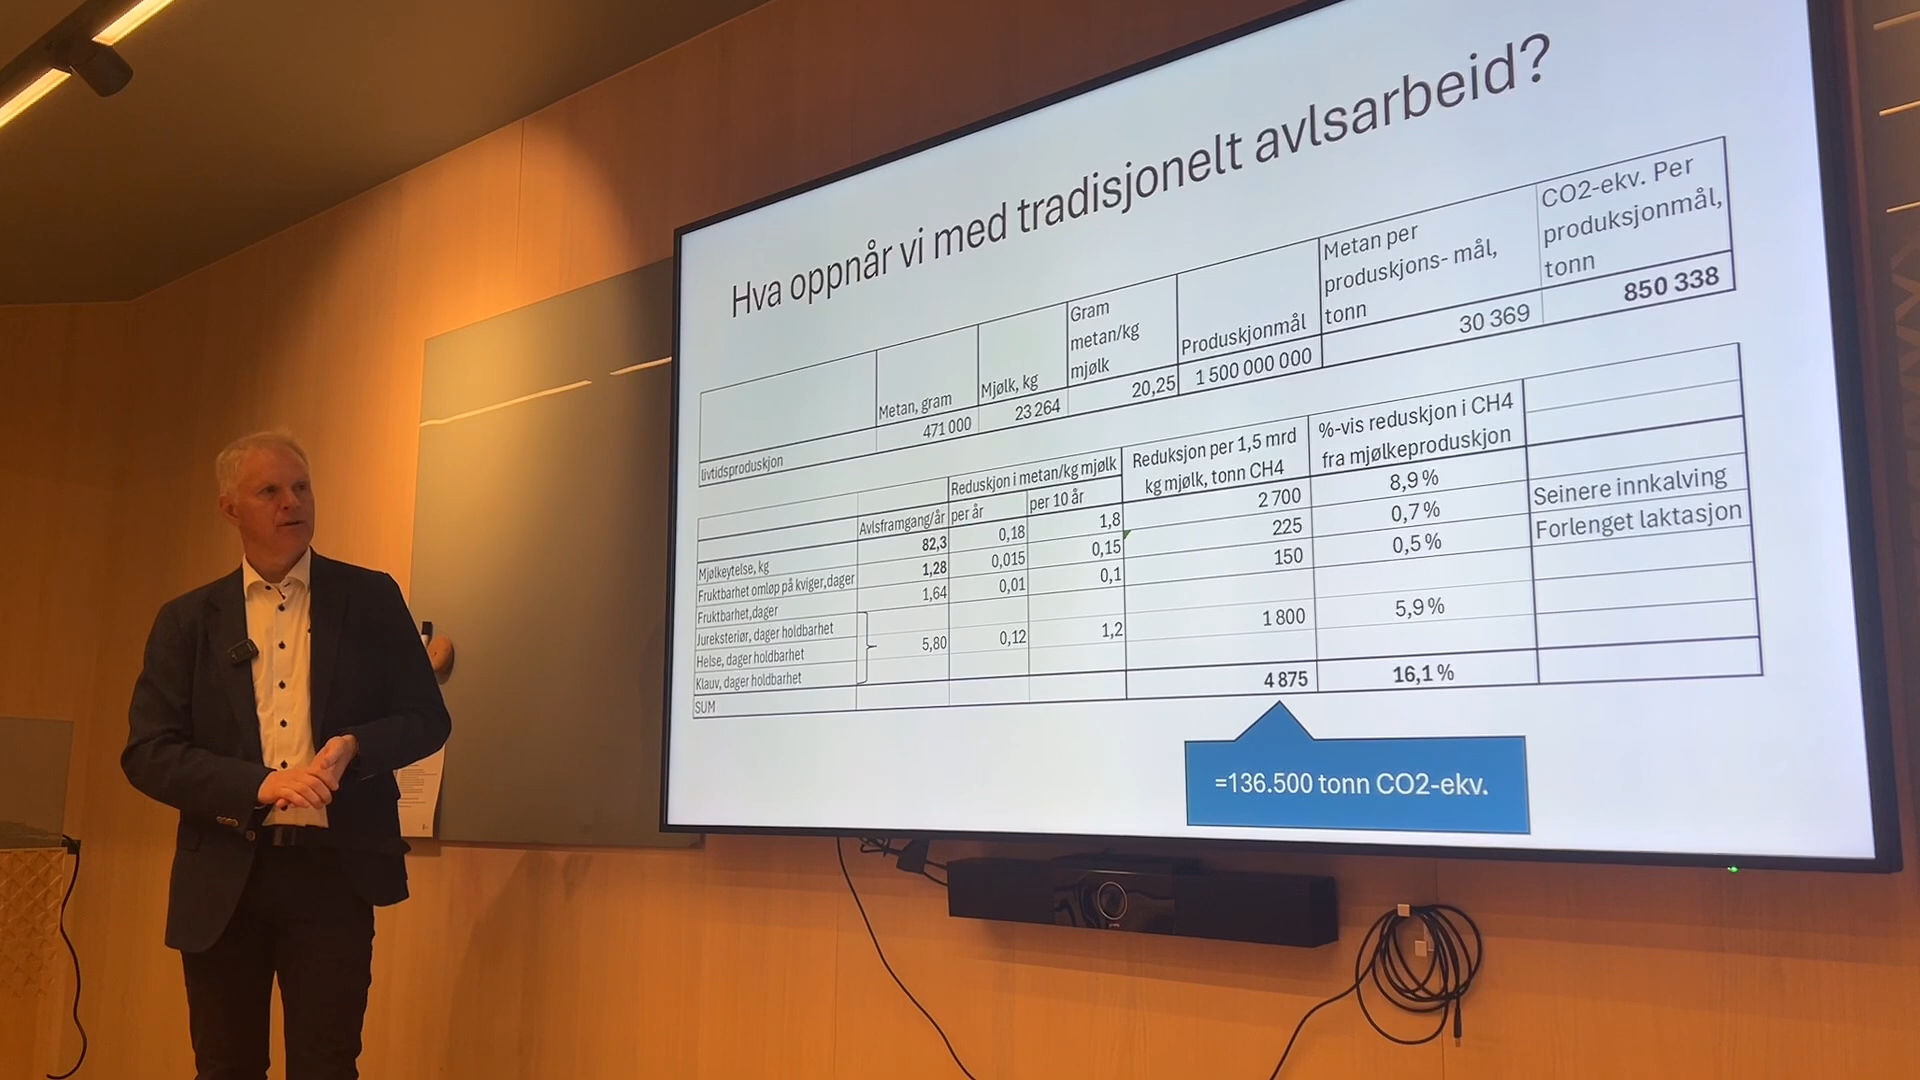 Hva oppnår vi med tradisjonelt avlsarbeid?
Metan, gram
Mjølk, kg
Gram
metan/kg
mjølk
Produskjonmål
Metan per
produskjons- mål,
tonn
CO2-ekv. Per
produksjonmål,
tonn
livtidsproduskjon 471 000 23 264 20,25 1 500 000 000 30 369 850 338
Avlsframgang/år
Reduskjon i metan/kg mjølk
per år
per 10 år
Reduksjon per 1,5 mrd
kg mjølk, tonn CH4
%-vis reduskjon i CH4
fra mjølkeproduskjon
Mjølkeytelse, kg 82,3 0,18 1,8 2 700 8,9 %
Seinere innkalving
Fruktbarhet omløp på kviger,dager 1,28 0,015 0,15 225 0,7 %
Forlenget laktasjon
Fruktbarhet,dager 1,64 0,01 0,1 150 0,5 %
Jureksteriør, dager holdbarhet
Helse, dager holdbarhet 5,80 0,12 1,2 1 800 5,9 %
Klauv, dager holdbarhet
SUM 4 875 16,1 %
=136.500 tonn CO2-ekv.